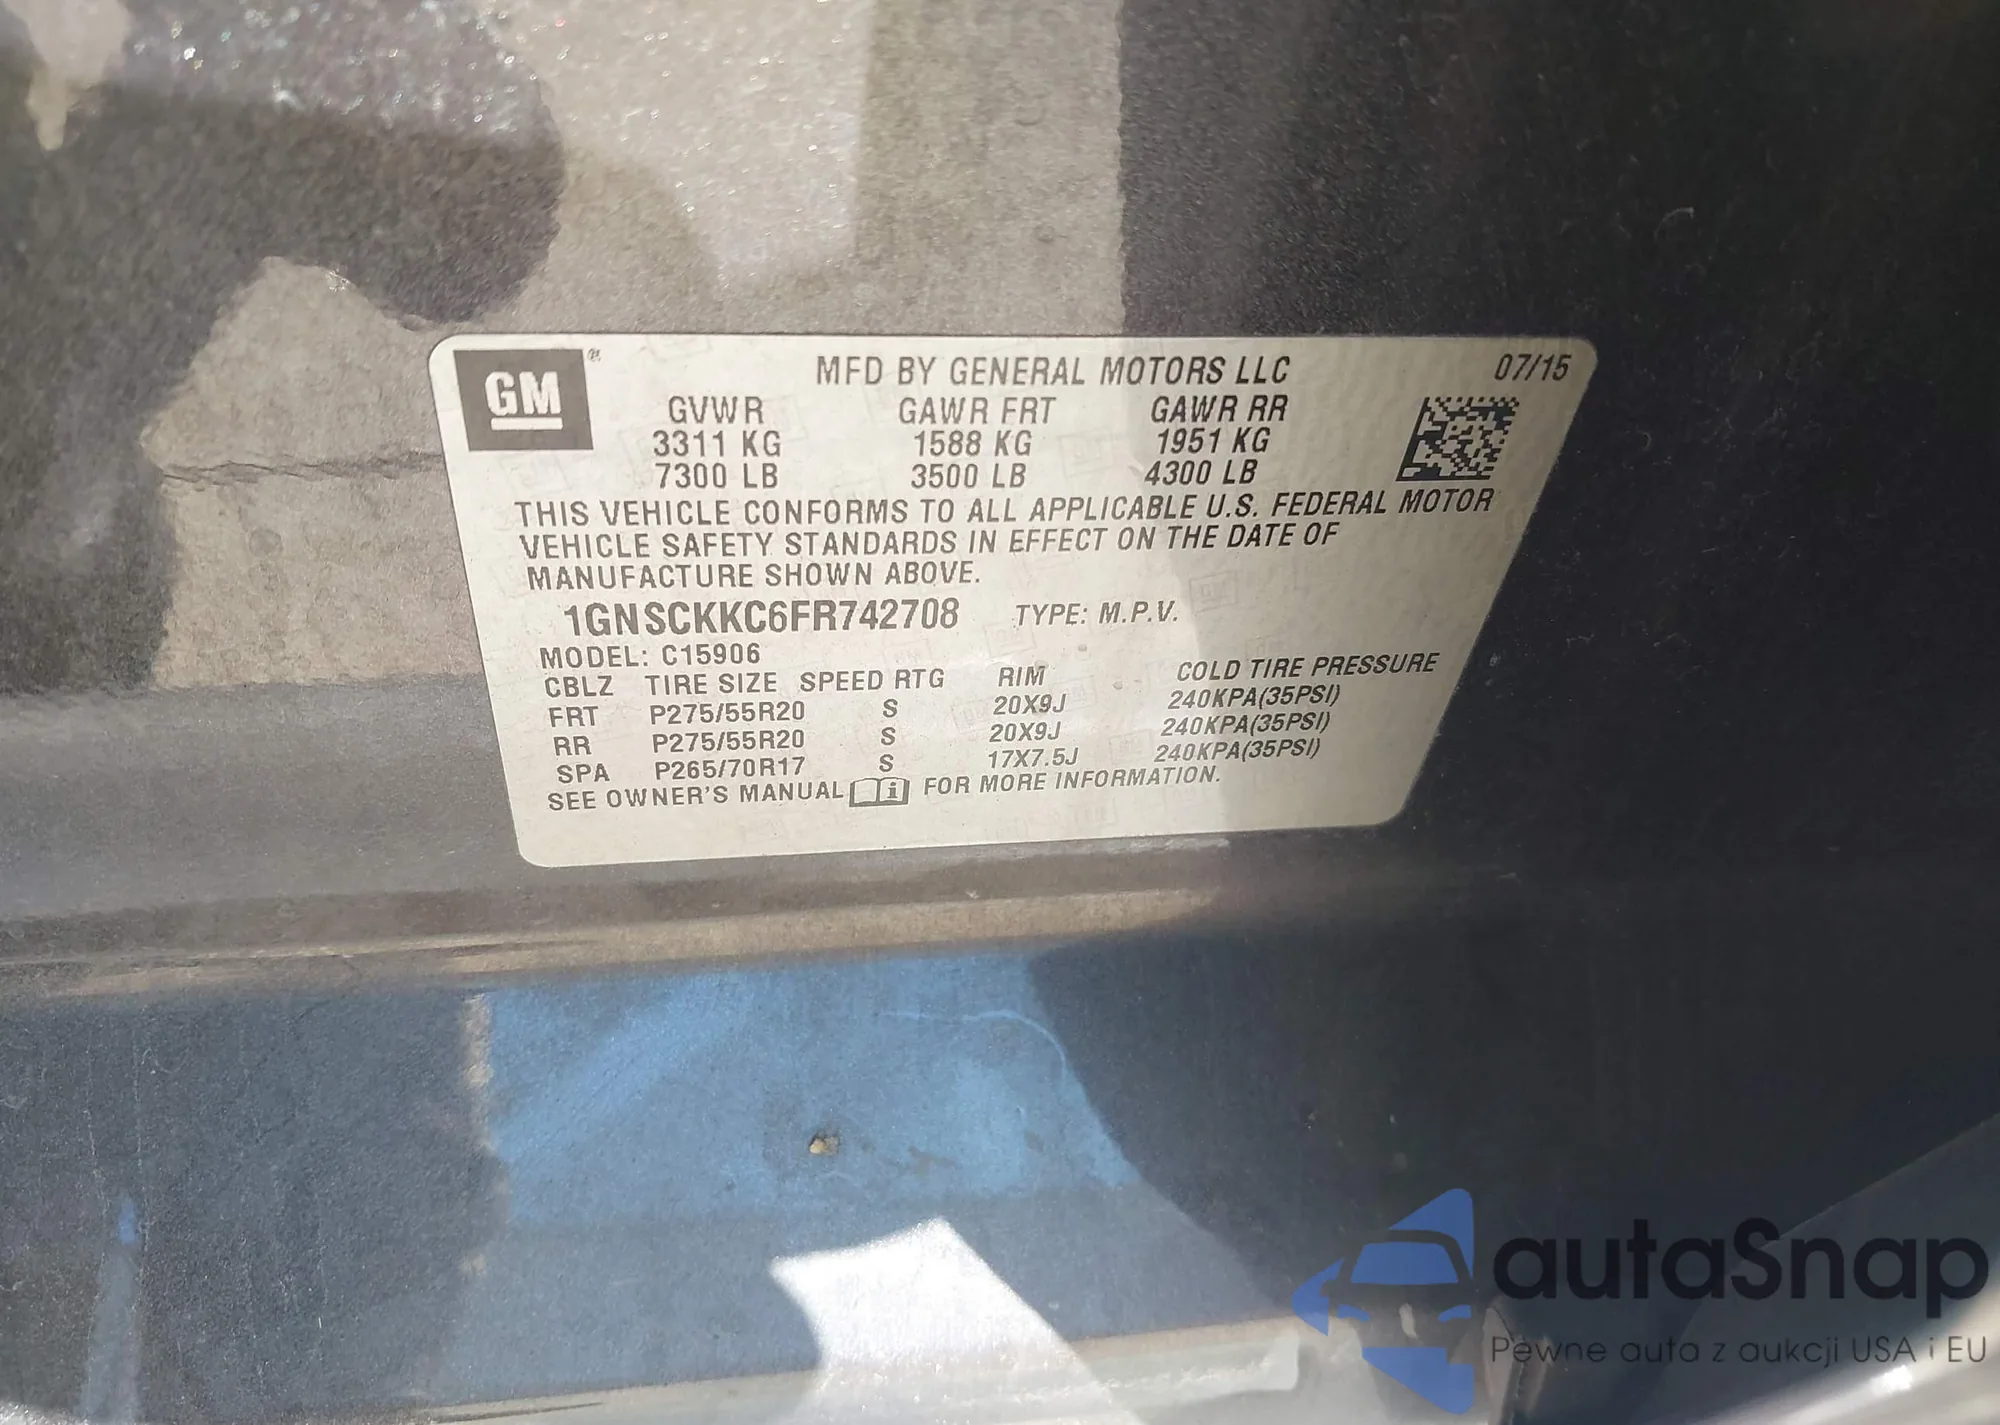 GM®
MFD BY GENERAL MOTORS LLC 07/15
GVWR GAWR FRT GAWR RR
3311 KG 1588 KG 1951 KG
7300 LB 3500 LB 4300 LB
THIS VEHICLE CONFORMS TO ALL APPLICABLE U.S. FEDERAL MOTOR
VEHICLE SAFETY STANDARDS IN EFFECT ON THE DATE OF
MANUFACTURE SHOWN ABOVE.
1GNSCKKC6FR742708 TYPE: M.P.V.
MODEL: C15906
CBLZ TIRE SIZE SPEED RTG RIM COLD TIRE PRESSURE
FRT P275/55R20 S 20X9J 240KPA(35PSI)
RR P275/55R20 S 20X9J 240KPA(35PSI)
SPA P265/70R17 S 17X7.5J 240KPA(35PSI)
SEE OWNER'S MANUAL i FOR MORE INFORMATION.
autaSnap
Pewne auta z aukcji USA i EU